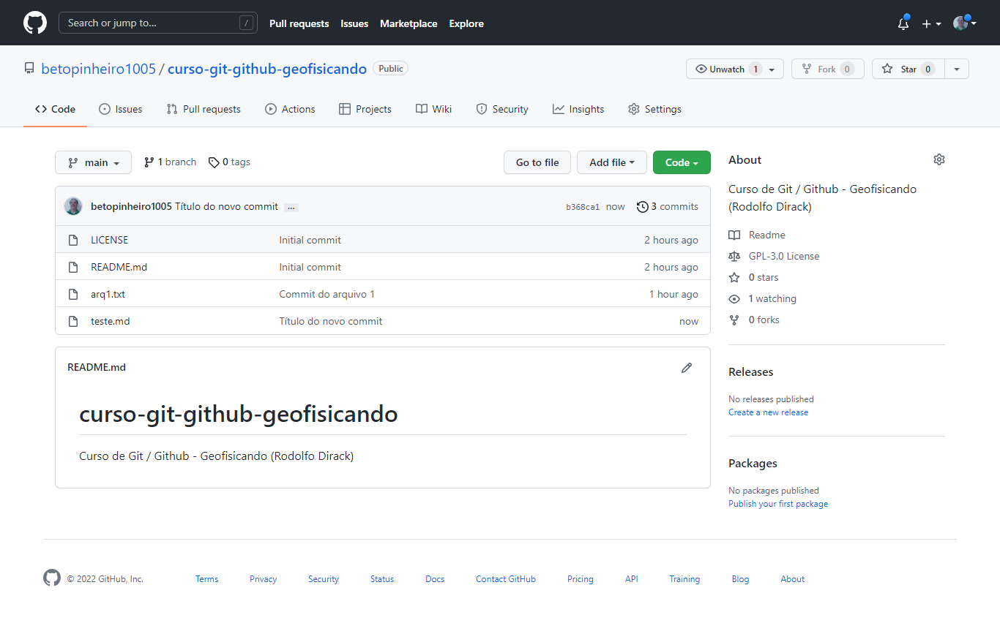 Search or jump to... / Pull requests Issues Marketplace Explore
betopinheiro1005 / curso-git-github-geofisicando Public Unwatch 1 Fork 0 Star 0
Code Issues Pull requests Actions Projects Wiki Security Insights Settings
main 1 branch 0 tags Go to file Add file Code
betopinheiro1005 Título do novo commit ... b368ca1 now 3 commits
LICENSE Initial commit 2 hours ago
README.md Initial commit 2 hours ago
arq1.txt Commit do arquivo 1 1 hour ago
teste.md Título do novo commit now
README.md
curso-git-github-geofisicando
Curso de Git / Github - Geofisicando (Rodolfo Dirack)
About
Curso de Git / Github - Geofisicando
(Rodolfo Dirack)
Readme
GPL-3.0 License
0 stars
1 watching
0 forks
Releases
No releases published
Create a new release
Packages
No packages published
Publish your first package
© 2022 GitHub, Inc. Terms Privacy Security Status Docs Contact GitHub Pricing API Training Blog About